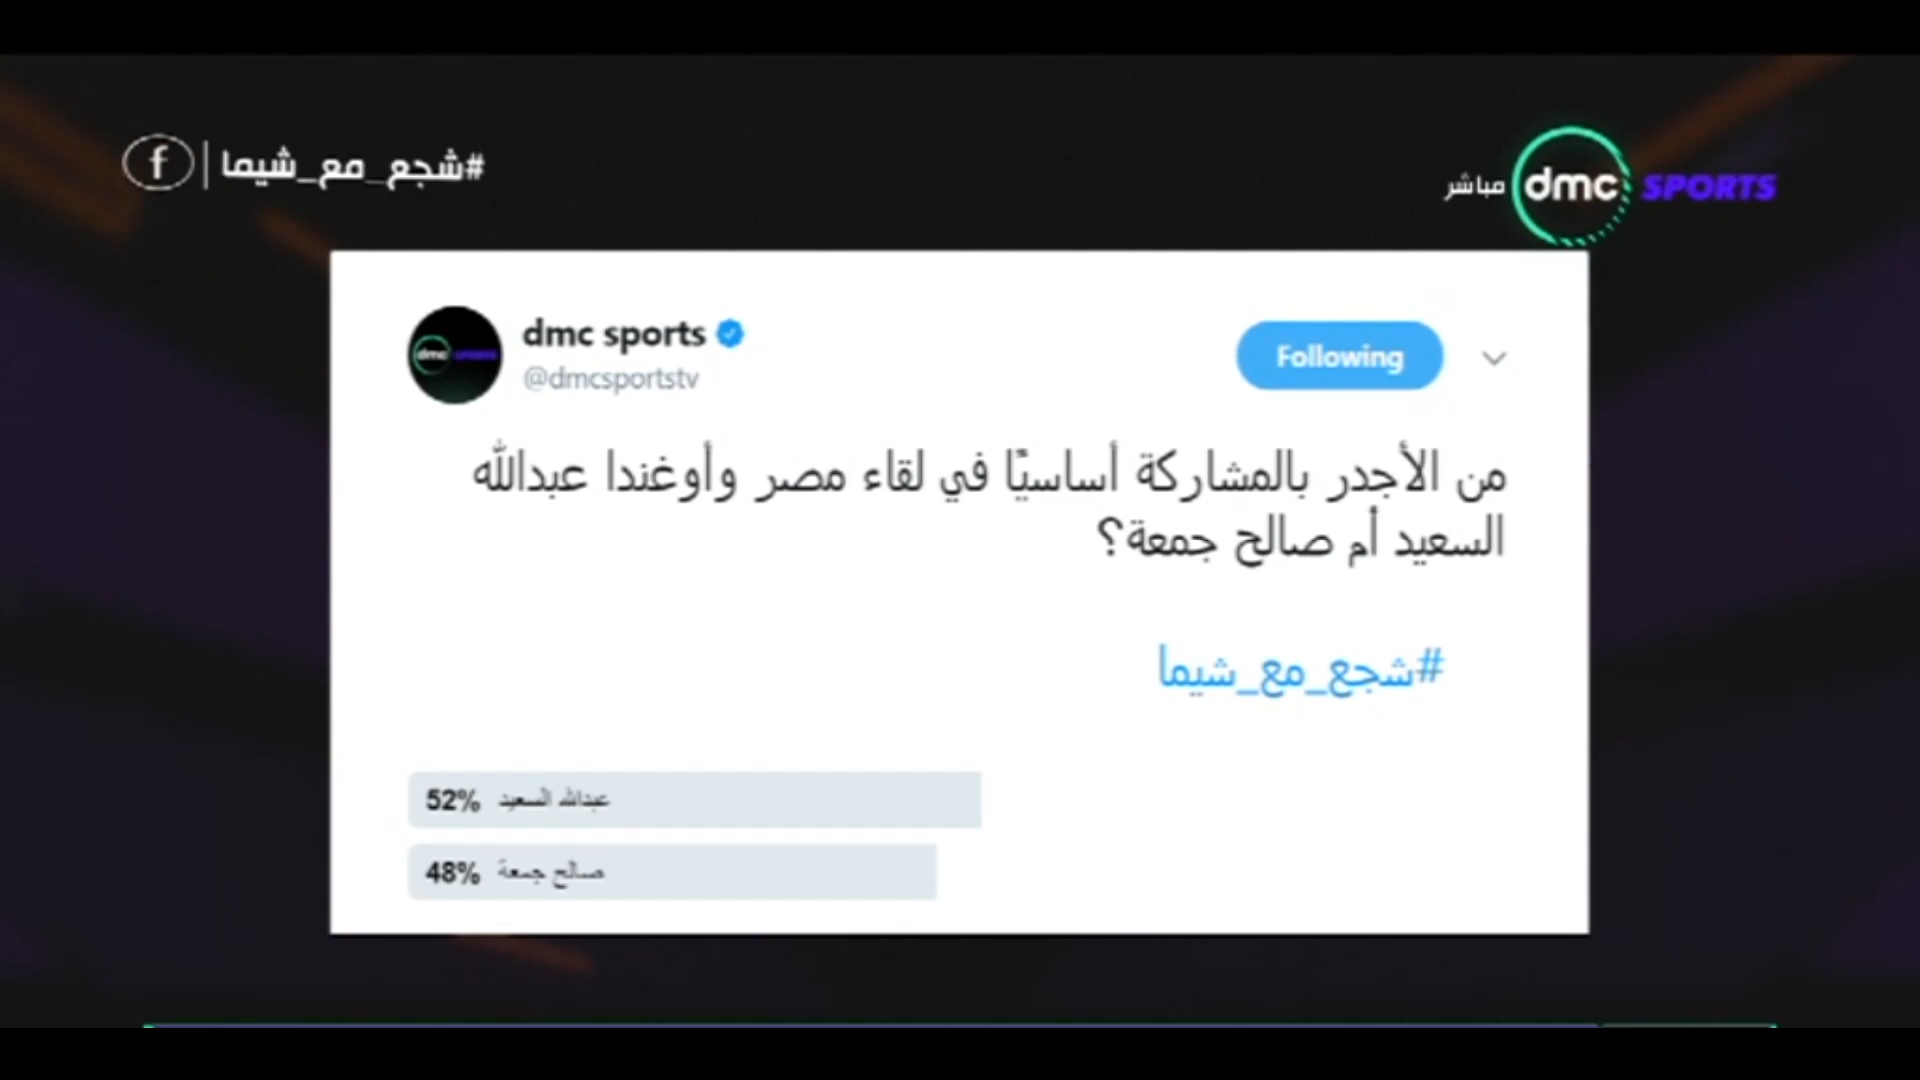 #شجع_مع_شيما
f
مباشر dmc SPORTS
dmc sports
@dmcsportstv
Following
من الأجدر بالمشاركة أساسيًا في لقاء مصر وأوغندا عبدالله
السعيد أم صالح جمعة؟
#شجع_مع_شيما
52% عبدالله السعيد
48% صالح جمعة